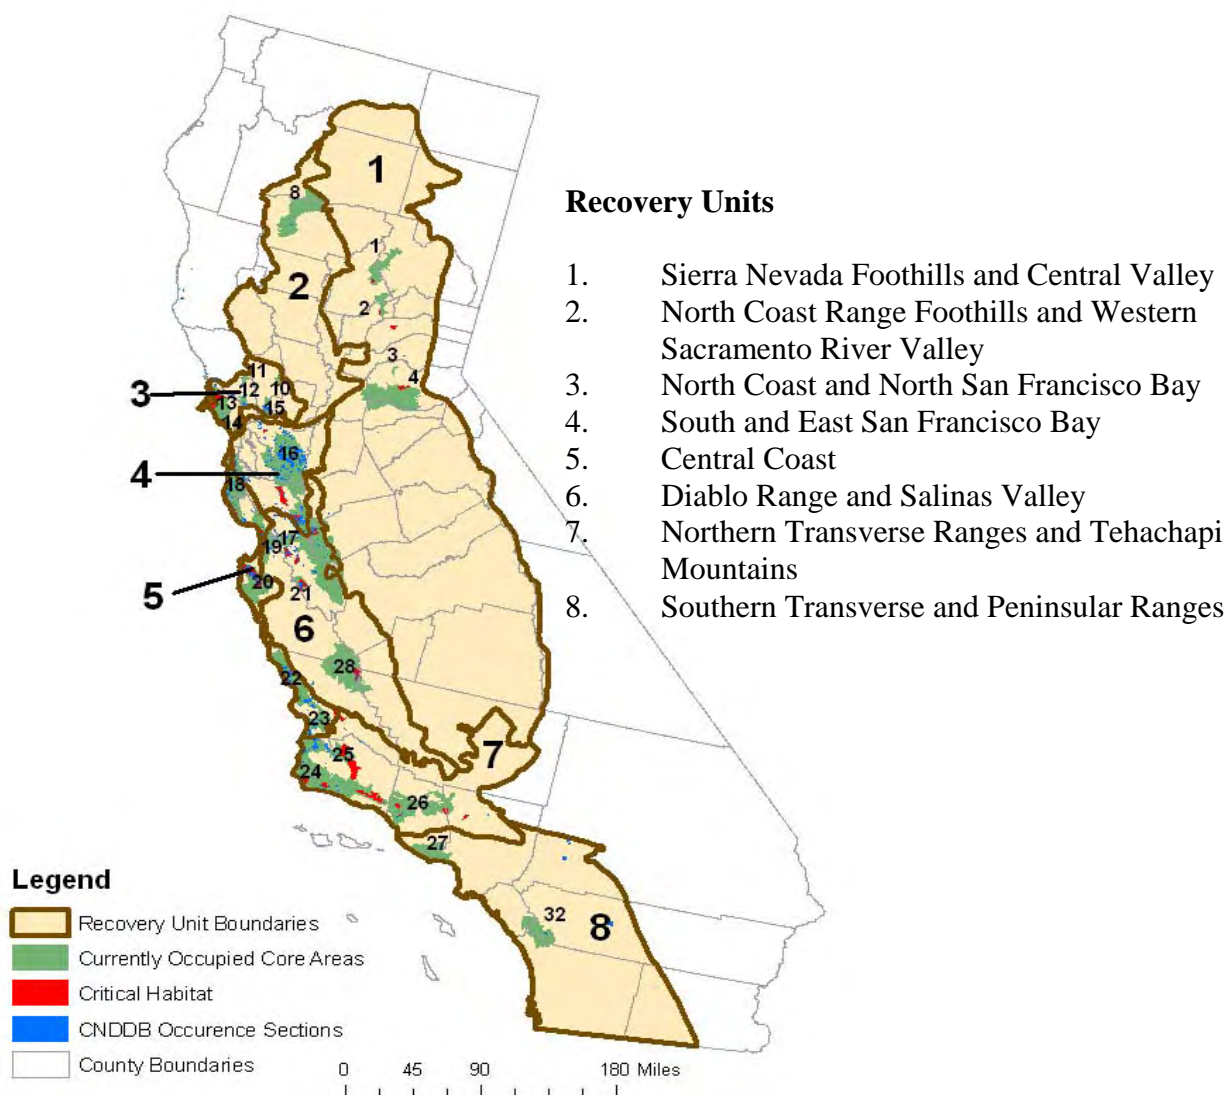 1
8
Recovery Units
1
1. Sierra Nevada Foothills and Central Valley
2
2
2. North Coast Range Foothills and Western
Sacramento River Valley
3
11
12
10
4
3
13
15
14
3. North Coast and North San Francisco Bay
4. South and East San Francisco Bay
16
4
18
5. Central Coast
6. Diablo Range and Salinas Valley
17
19
7. Northern Transverse Ranges and Tehachapi
Mountains
20
5
21
8. Southern Transverse and Peninsular Ranges
6
28
22
23
25
7
24
26
27
32
8
Legend
Recovery Unit Boundaries
Currently Occupied Core Areas
Critical Habitat
CNDDB Occurence Sections
County Boundaries
0 45 90 180 Miles